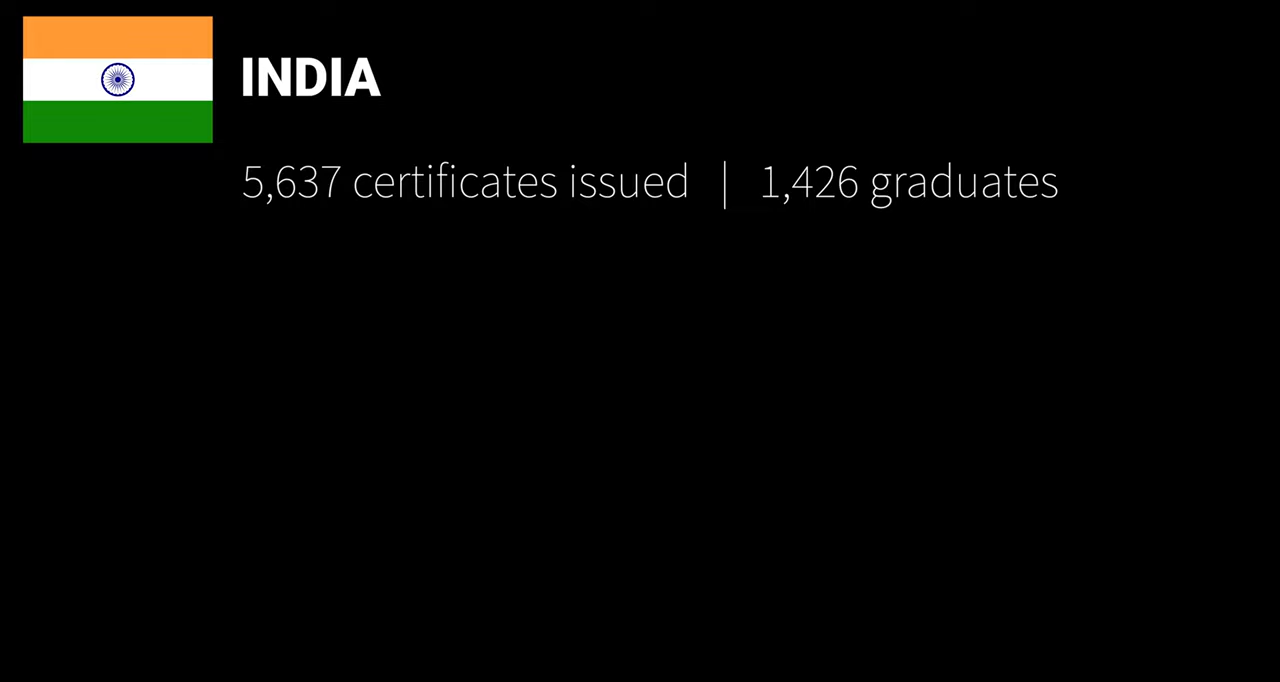 INDIA
5,637 certificates issued | 1,426 graduates